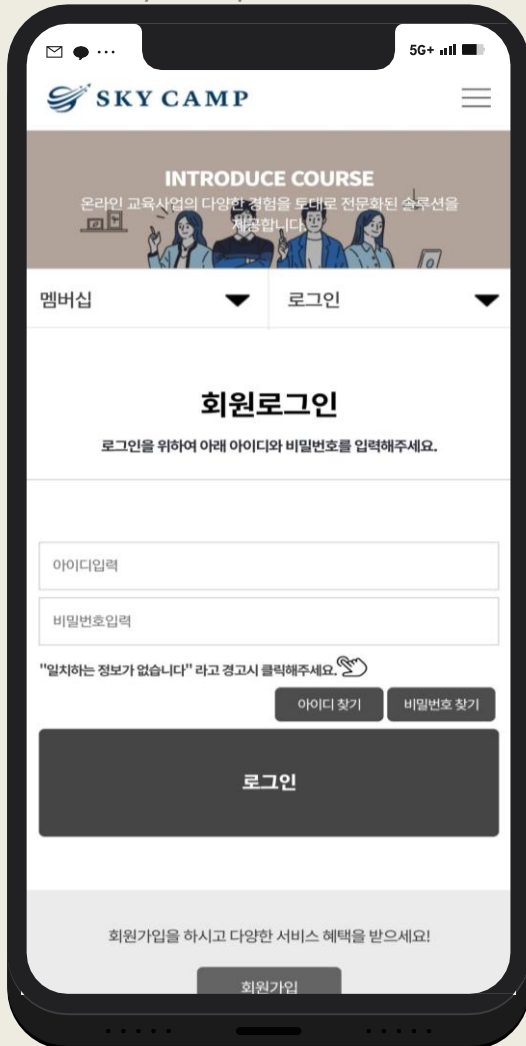 5G+
SKY CAMP
INTRODUCE COURSE
온라인 교육사업의 다양한 경험을 토대로 전문화된 솔루션을
제공합니다.
멤버십
로그인
회원로그인
로그인을 위하여 아래 아이디와 비밀번호를 입력해주세요.
아이디입력
비밀번호입력
"일치하는 정보가 없습니다" 라고 경고시 클릭해주세요.
아이디 찾기
비밀번호 찾기
로그인
회원가입을 하시고 다양한 서비스 혜택을 받으세요!
회원가입